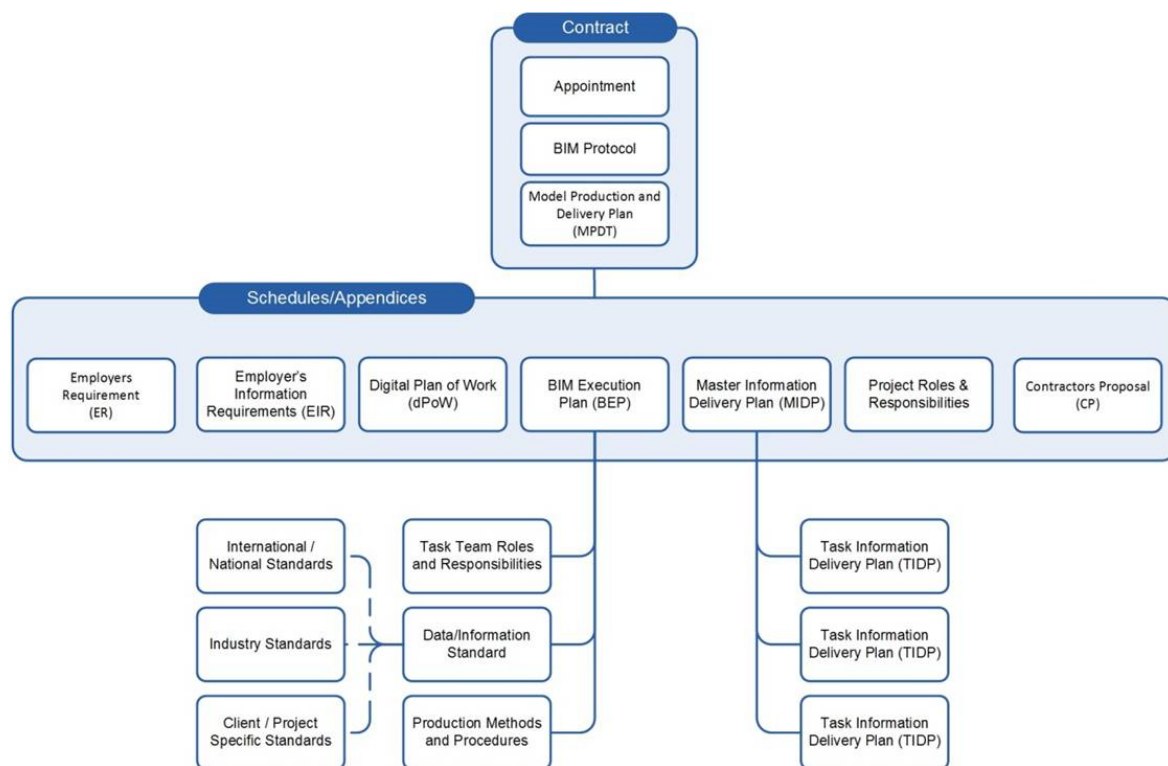 Contract
Appointment
BIM Protocol
Model Production and
Delivery Plan
(MPDT)
Schedules/Appendices
Employers
Requirement
(ER)
Employer's
Information
Requirements (EIR)
Digital Plan of Work
(dPoW)
BIM Execution
Plan (BEP)
Master Information
Delivery Plan (MIDP)
Project Roles &
Responsibilities
Contractors Proposal
(CP)
International /
National Standards
Task Team Roles
and Responsibilities
Task Information
Delivery Plan (TIDP)
Industry Standards
Data/Information
Standard
Task Information
Delivery Plan (TIDP)
Client / Project
Specific Standards
Production Methods
and Procedures
Task Information
Delivery Plan (TIDP)